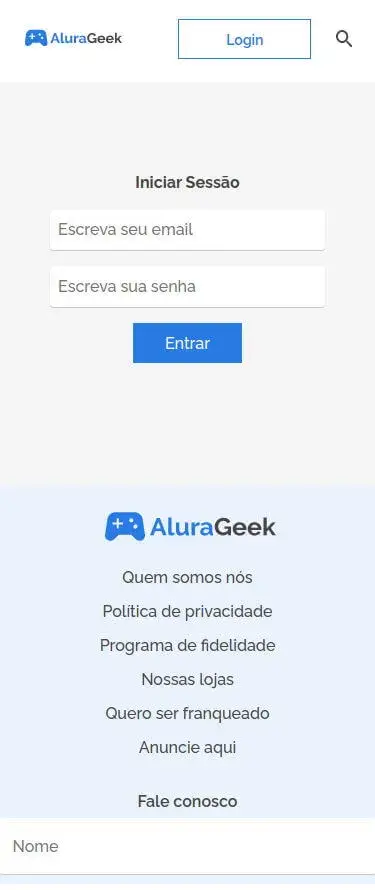 AluraGeek
Login
Iniciar Sessão
Escreva seu email
Escreva sua senha
Entrar
AluraGeek
Quem somos nós
Política de privacidade
Programa de fidelidade
Nossas lojas
Quero ser franqueado
Anuncie aqui
Fale conosco
Nome